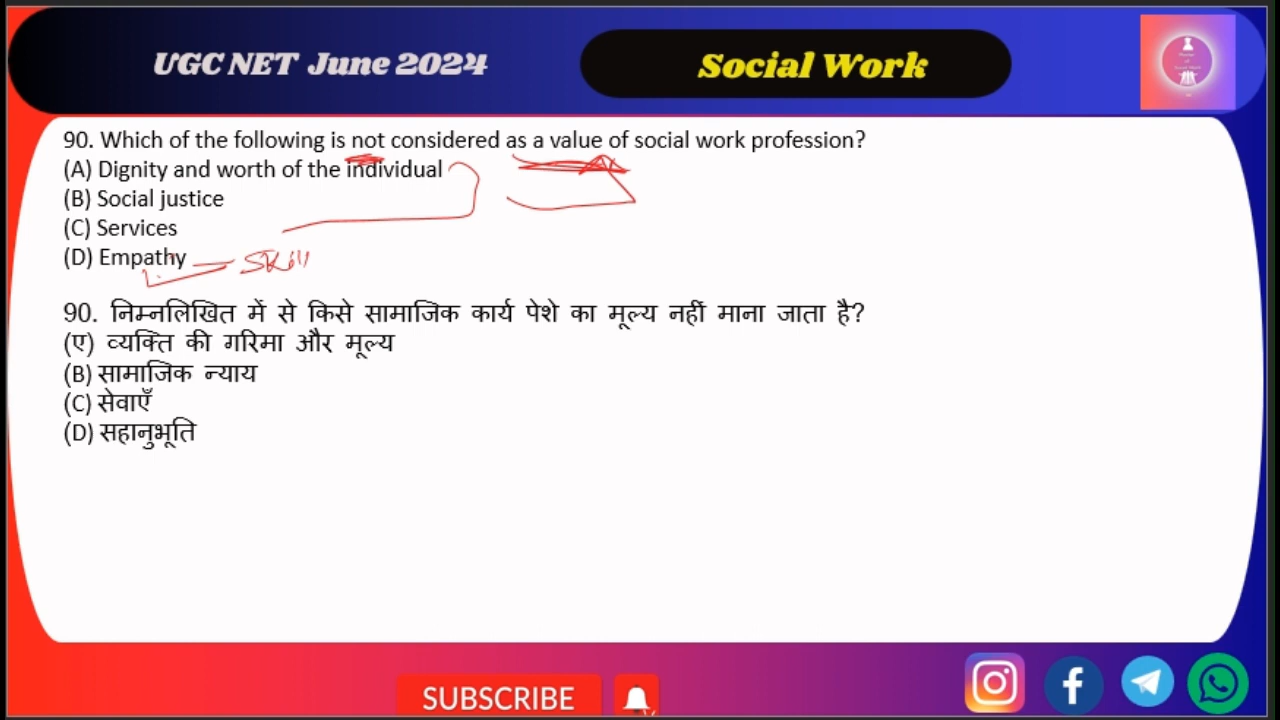 UGC NET June 2024
Social Work
90. Which of the following is not considered as a value of social work profession?
(A) Dignity and worth of the individual
(B) Social justice
(C) Services
(D) Empathy
Skill
90. निम्नलिखित में से किसे सामाजिक कार्य पेशे का मूल्य नहीं माना जाता है?
(ए) व्यक्ति की गरिमा और मूल्य
(B) सामाजिक न्याय
(C) सेवाएँ
(D) सहानुभूति
SUBSCRIBE